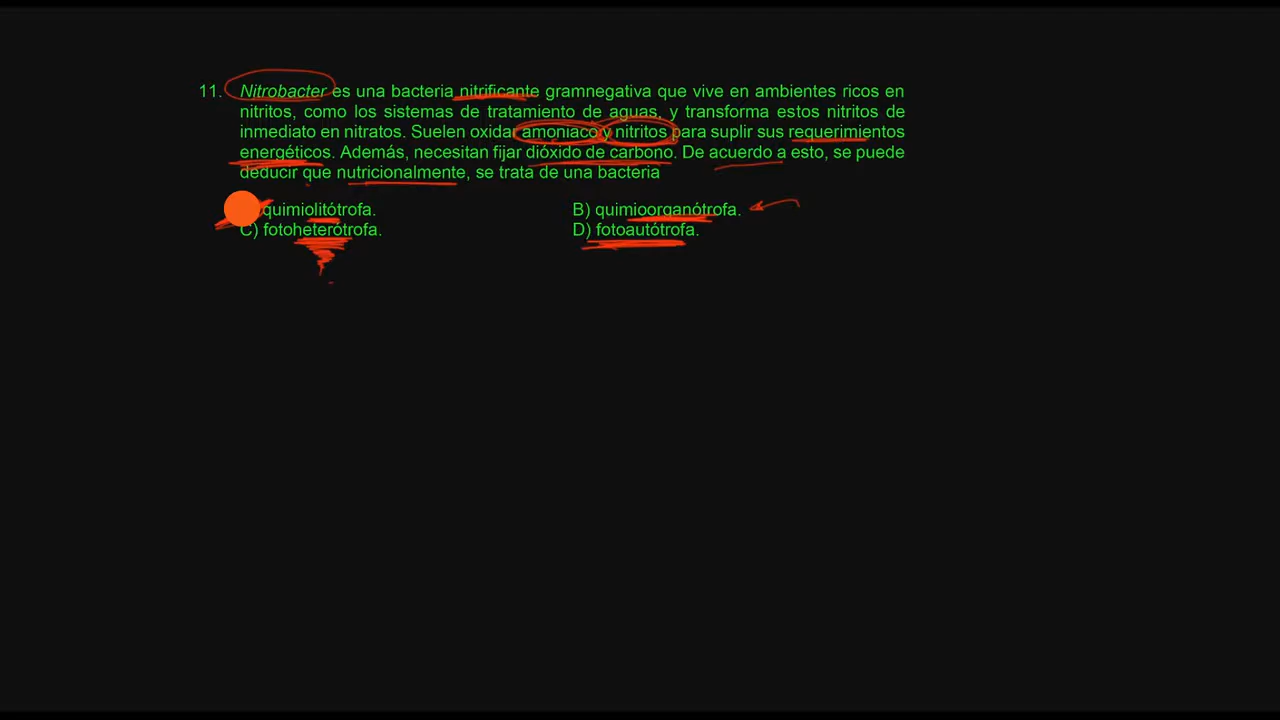 11. Nitrobacter es una bacteria nitrificante gramnegativa que vive en ambientes ricos en
nitritos, como los sistemas de tratamiento de aguas, y transforma estos nitritos de
inmediato en nitratos. Suelen oxidar amoniaco y nitritos para suplir sus requerimientos
energéticos. Además, necesitan fijar dióxido de carbono. De acuerdo a esto, se puede
deducir que nutricionalmente, se trata de una bacteria
quimiolitótrofa. B) quimioorganótrofa.
C) fotoheterótrofa. D) fotoautótrofa.